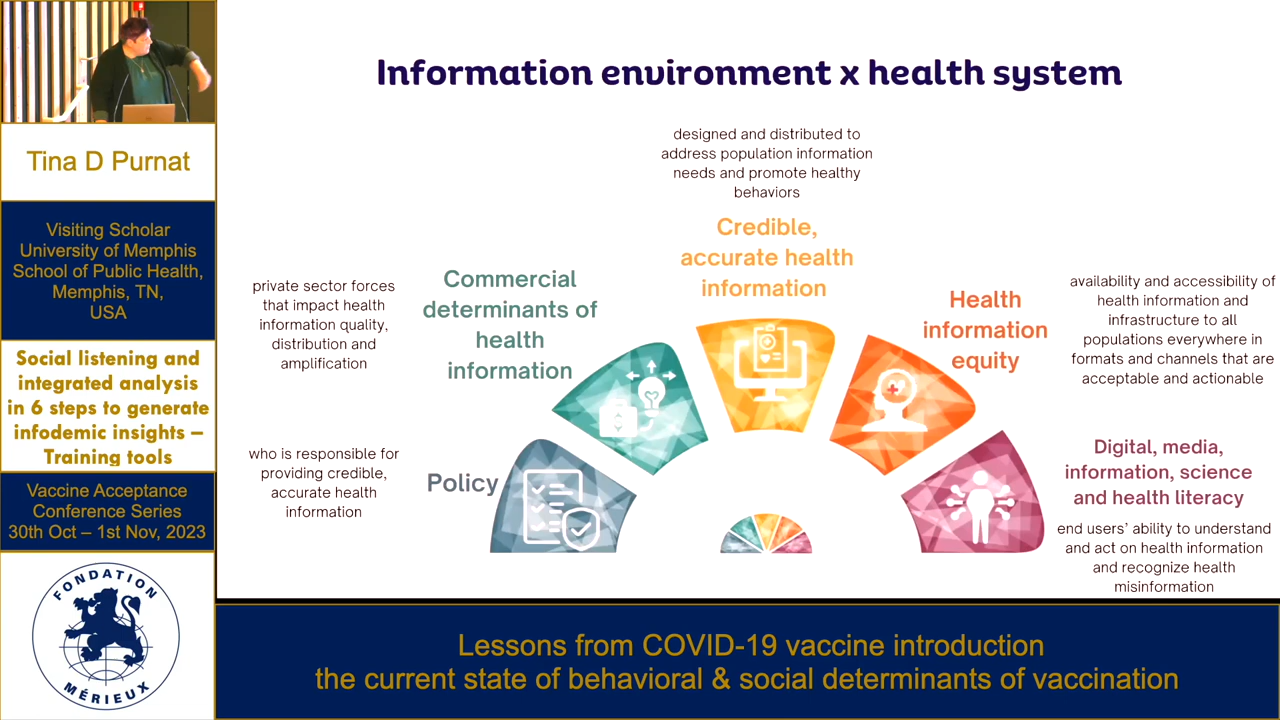 Tina D Purnat
Visiting Scholar
University of Memphis
School of Public Health,
Memphis, TN,
USA
Social listening and
integrated analysis
in 6 steps to generate
infodemic insights –
Training tools
Vaccine Acceptance
Conference Series
30th Oct – 1st Nov, 2023
FONDATION
MÉRIEUX
Information environment x health system
designed and distributed to
address population information
needs and promote healthy
behaviors
Credible,
accurate health
information
private sector forces
that impact health
information quality,
distribution and
amplification
Commercial
determinants of
health
information
Health
information
equity
availability and accessibility of
health information and
infrastructure to all
populations everywhere in
formats and channels that are
acceptable and actionable
who is responsible for
providing credible,
accurate health
information
Policy
Digital, media,
information, science
and health literacy
end users’ ability to understand
and act on health information
and recognize health
misinformation
Lessons from COVID-19 vaccine introduction
the current state of behavioral & social determinants of vaccination